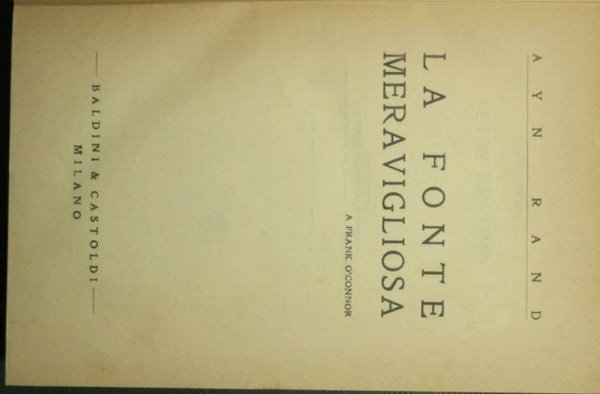 AYN RAND
LA FONTE
MERAVIGLIOSA
A FRANK O'CONNOR
BALDINI & CASTOLDI
MILANO